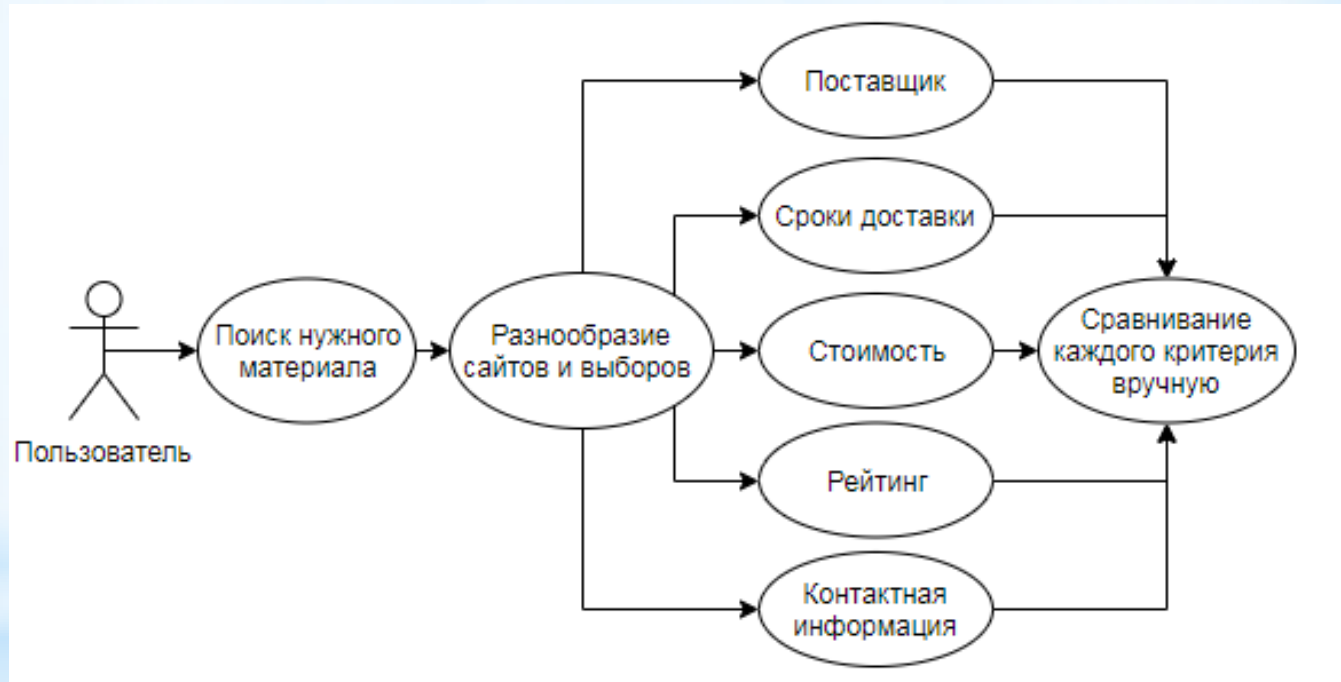 Поставщик
Сроки доставки
Пользователь
Поиск нужного
материала
Разнообразие
сайтов и выборов
Стоимость
Сравнивание
каждого критерия
вручную
Рейтинг
Контактная
информация